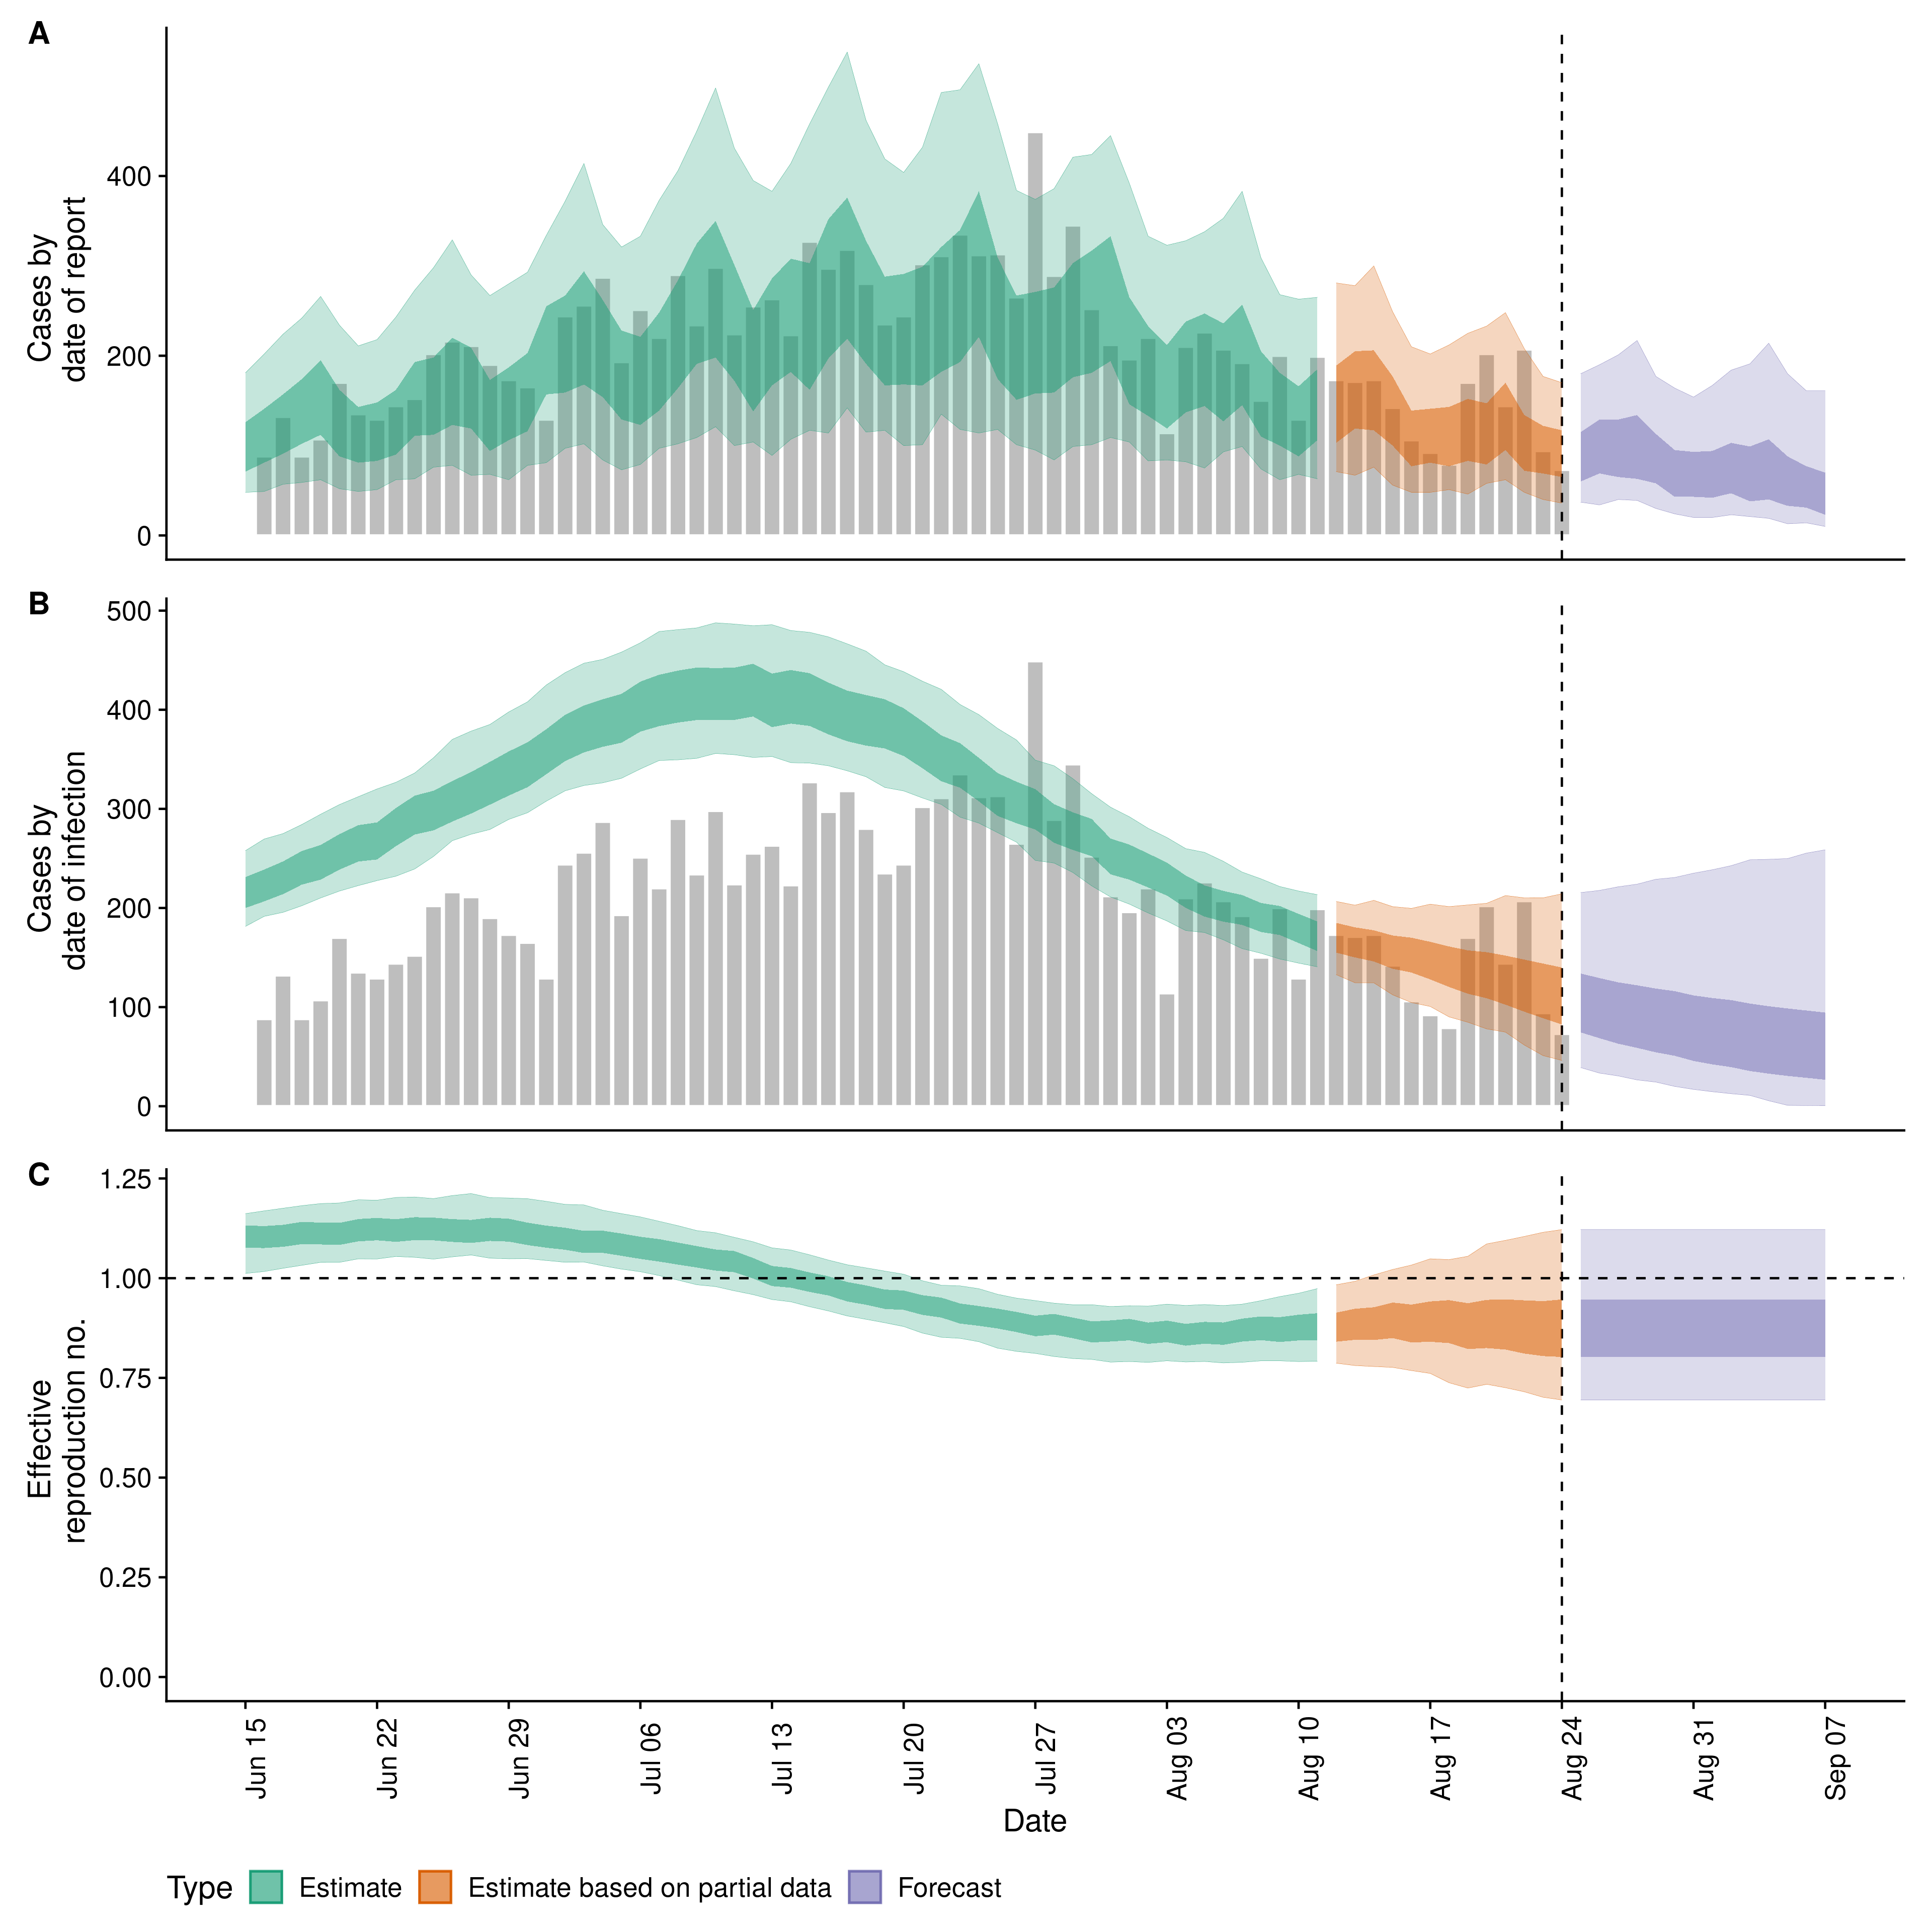 A
Cases by
date of report
400
200
0
B
Cases by
date of infection
500
400
300
200
100
0
C
Effective
reproduction no.
1.25
1.00
0.75
0.50
0.25
0.00
Jun 15
Jun 22
Jun 29
Jul 06
Jul 13
Jul 20
Jul 27
Aug 03
Aug 10
Aug 17
Aug 24
Aug 31
Sep 07
Date
Type Estimate Estimate based on partial data Forecast